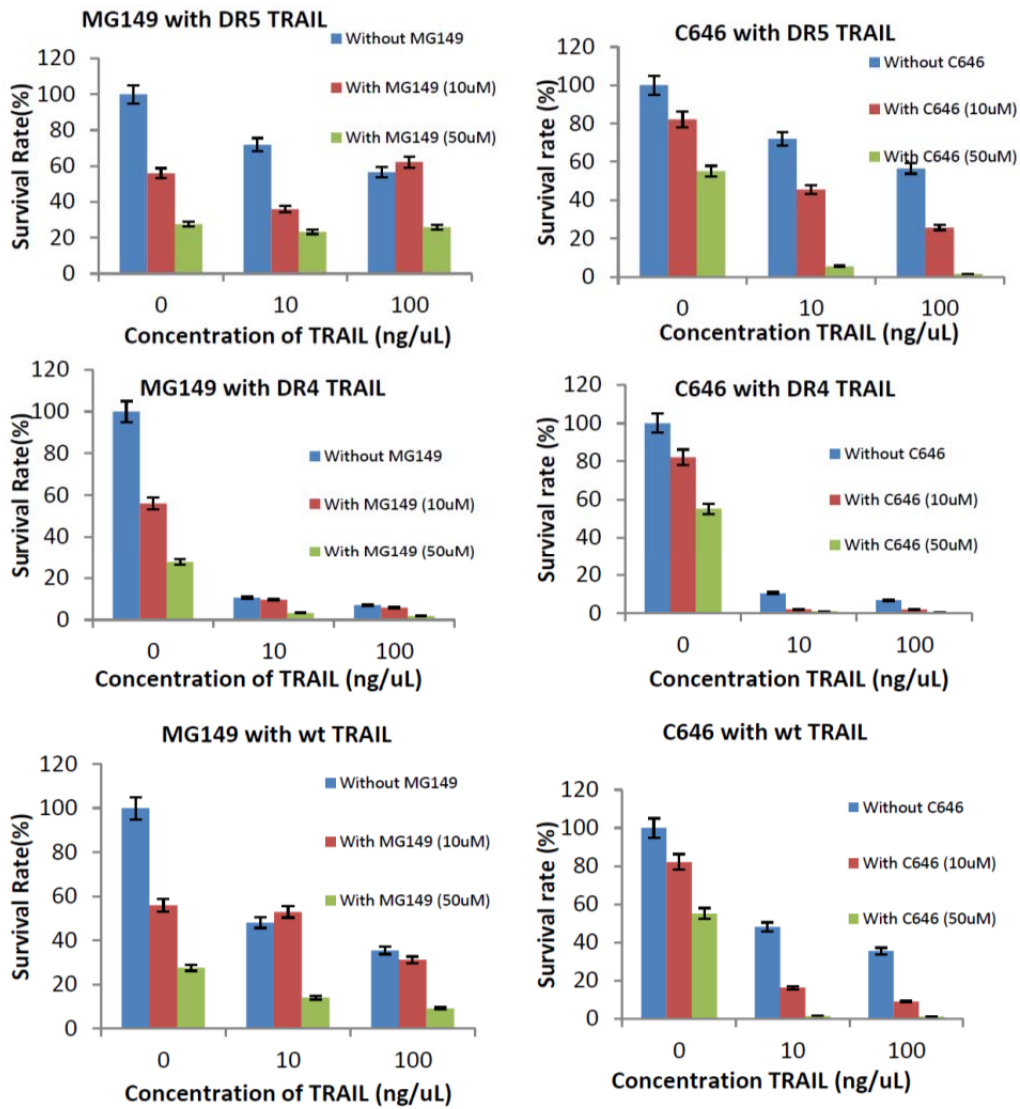 MG149 with DR5 TRAIL
Survival Rate(%)
120
100
80
60
40
20
0
Without MG149
With MG149 (10uM)
With MG149 (50uM)
0 10 100
Concentration of TRAIL (ng/uL)
C646 with DR5 TRAIL
Survival rate (%)
120
100
80
60
40
20
0
Without C646
With C646 (10uM)
With C646 (50uM)
0 10 100
Concentration TRAIL (ng/uL)
MG149 with DR4 TRAIL
Survival Rate(%)
120
100
80
60
40
20
0
Without MG149
With MG149 (10uM)
With MG149 (50uM)
0 10 100
Concentration of TRAIL (ng/uL)
C646 with DR4 TRAIL
Survival rate (%)
120
100
80
60
40
20
0
Without C646
With C646 (10uM)
With C646 (50uM)
0 10 100
Concentration TRAIL (ng/uL)
MG149 with wt TRAIL
Survival Rate(%)
120
100
80
60
40
20
0
Without MG149
With MG149 (10uM)
With MG149 (50uM)
0 10 100
Concentration of TRAIL (ng/uL)
C646 with wt TRAIL
Survival rate (%)
120
100
80
60
40
20
0
Without C646
With C646 (10uM)
With C646 (50uM)
0 10 100
Concentration TRAIL (ng/uL)